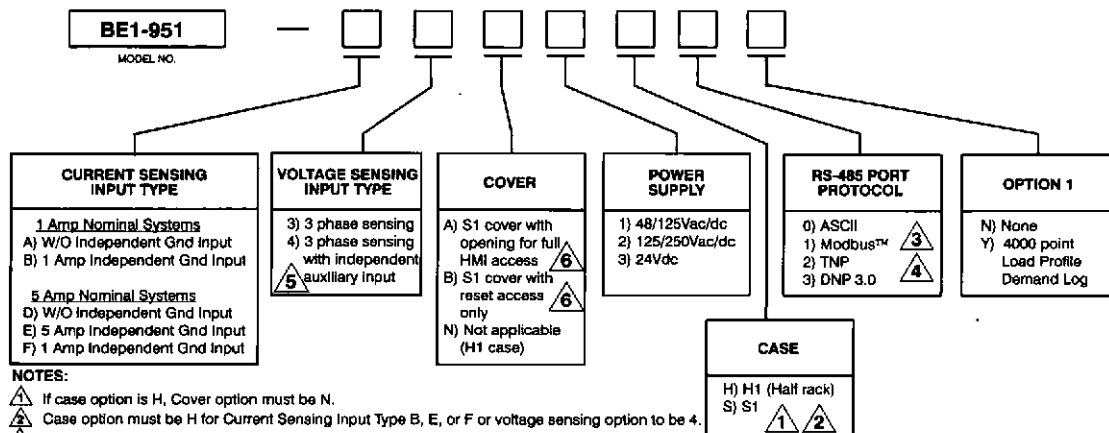 BE1-951
MODEL NO.
CURRENT SENSING
INPUT TYPE
1 Amp Nominal Systems
A) W/O Independent Gnd Input
B) 1 Amp Independent Gnd Input
5 Amp Nominal Systems
D) W/O Independent Gnd Input
E) 5 Amp Independent Gnd Input
F) 1 Amp Independent Gnd Input
VOLTAGE SENSING
INPUT TYPE
3) 3 phase sensing
4) 3 phase sensing
with independent
5 auxiliary input
COVER
A) S1 cover with
opening for full
HMI access 6
B) S1 cover with
reset access 6
only
N) Not applicable
(H1 case)
POWER
SUPPLY
1) 48/125Vac/dc
2) 125/250Vac/dc
3) 24Vdc
CASE
H) H1 (Half rack)
S) S1
1 2
RS-485 PORT
PROTOCOL
0) ASCII
1) Modbus™ 3
2) TNP
3) DNP 3.0 4
OPTION 1
N) None
Y) 4000 point
Load Profile
Demand Log
NOTES:
1 If case option is H, Cover option must be N.
2 Case option must be H for Current Sensing Input Type B, E, or F or voltage sensing option to be 4.